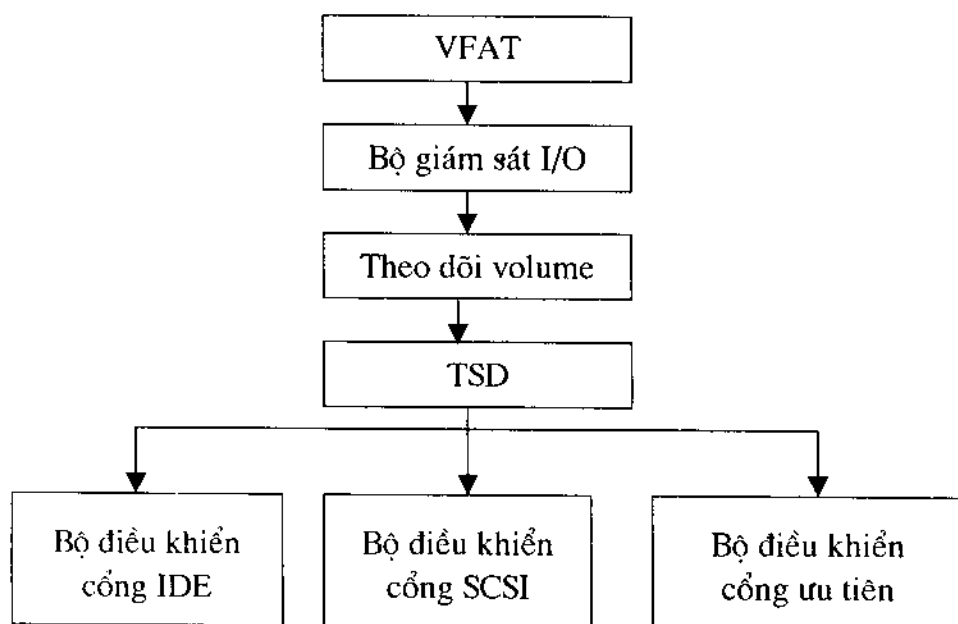 VFAT
Bộ giám sát I/O
Theo dõi volume
TSD
Bộ điều khiển
cổng IDE
Bộ điều khiển
cổng SCSI
Bộ điều khiển
cổng ưu tiên